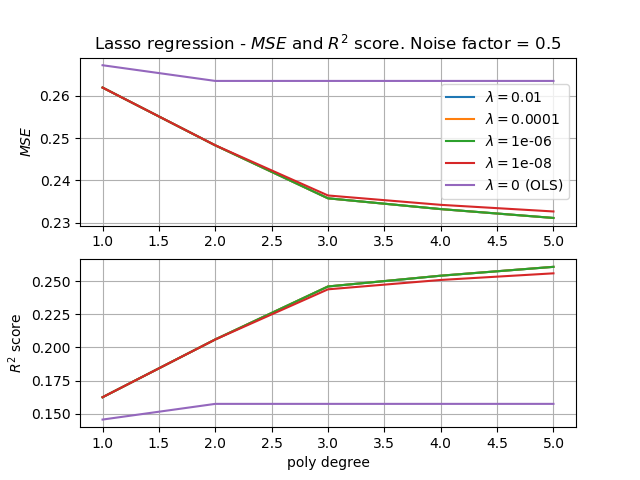 Lasso regression - MSE and R² score. Noise factor = 0.5
0.26
0.25
0.24
0.23
MSE
λ = 0.01
λ = 0.0001
λ = 1e-06
λ = 1e-08
λ = 0 (OLS)
1.0 1.5 2.0 2.5 3.0 3.5 4.0 4.5 5.0
0.250
0.225
0.200
0.175
0.150
R² score
1.0 1.5 2.0 2.5 3.0 3.5 4.0 4.5 5.0
poly degree